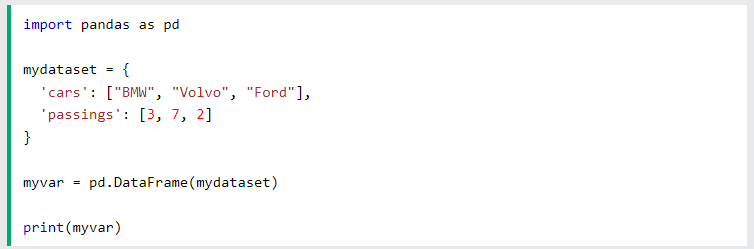 import pandas as pd
mydataset = {
  'cars': ["BMW", "Volvo", "Ford"],
  'passings': [3, 7, 2]
}
myvar = pd.DataFrame(mydataset)
print(myvar)